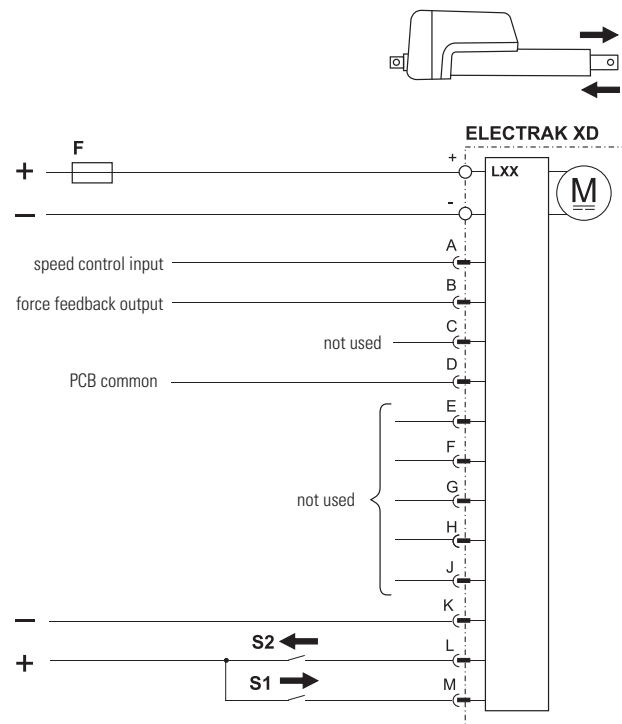 ELECTRAK XD
F
+
+
LXX
M
−
-
A
speed control input
B
force feedback output
C
not used
D
PCB common
E
F
G
not used
H
J
K
−
S2
L
+
S1
M